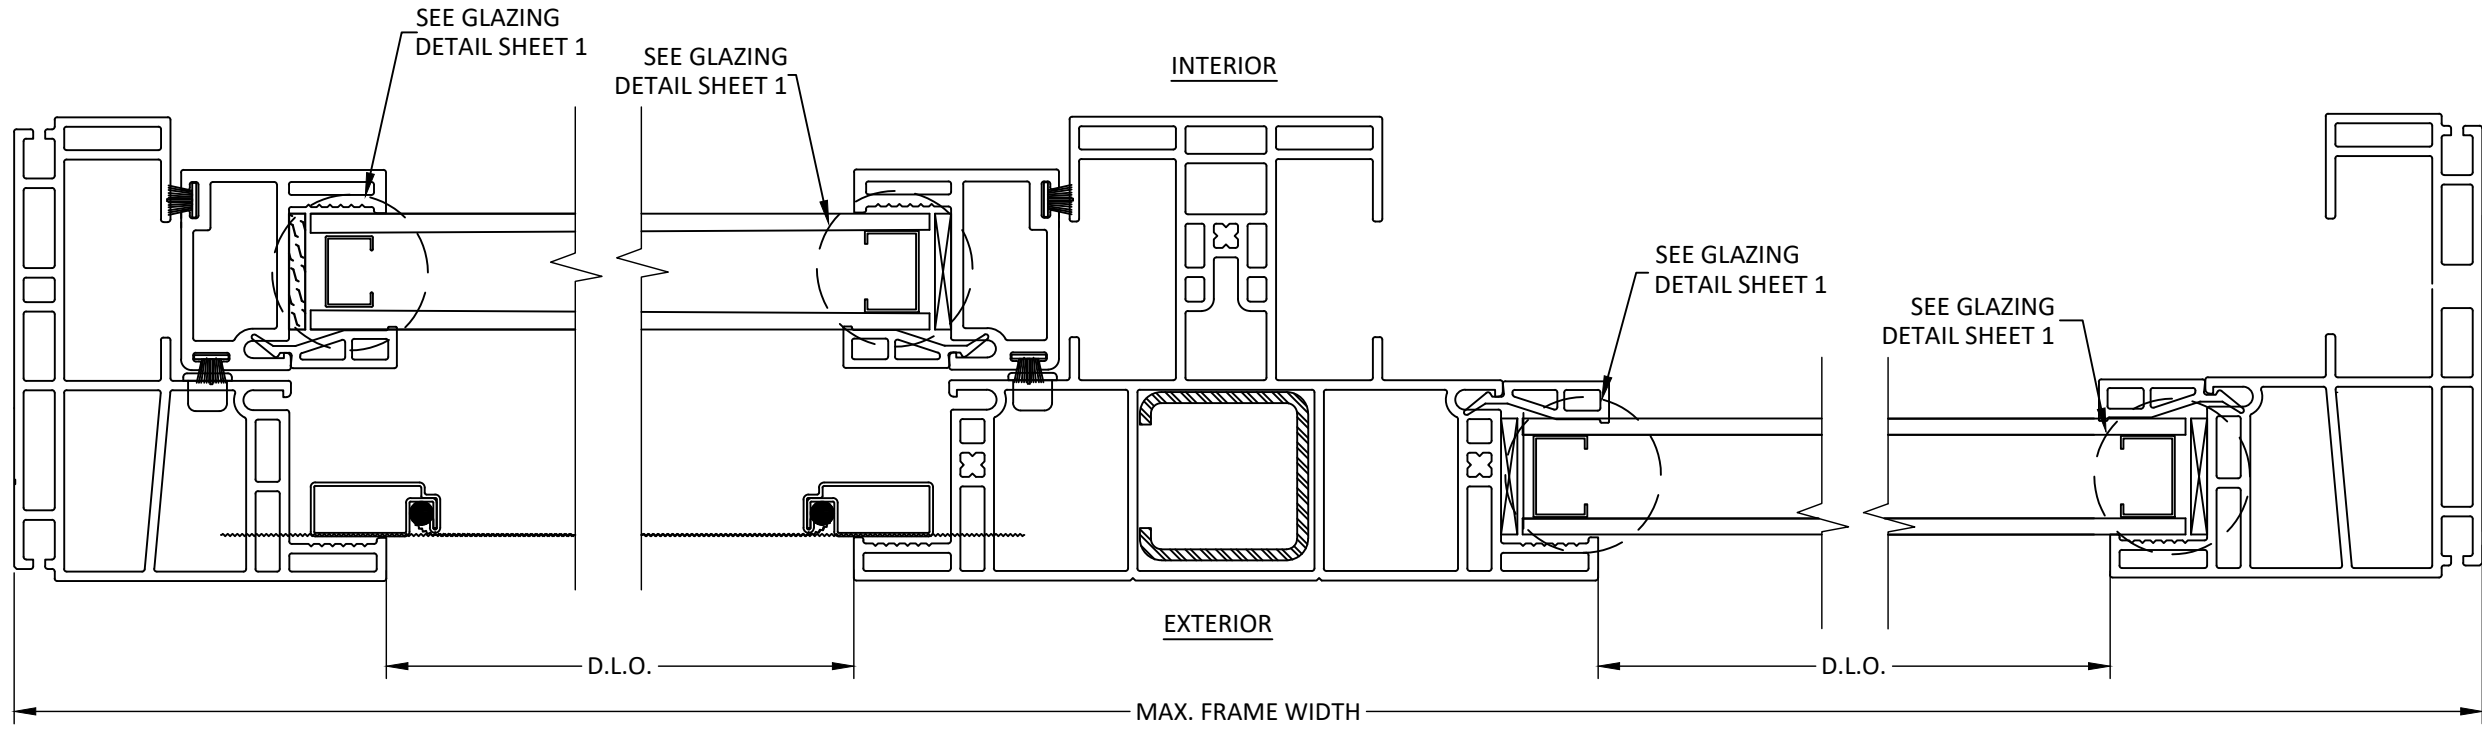 SEE GLAZING
DETAIL SHEET 1
SEE GLAZING
DETAIL SHEET 1
INTERIOR
SEE GLAZING
DETAIL SHEET 1
SEE GLAZING
DETAIL SHEET 1
EXTERIOR
D.L.O.
D.L.O.
MAX. FRAME WIDTH